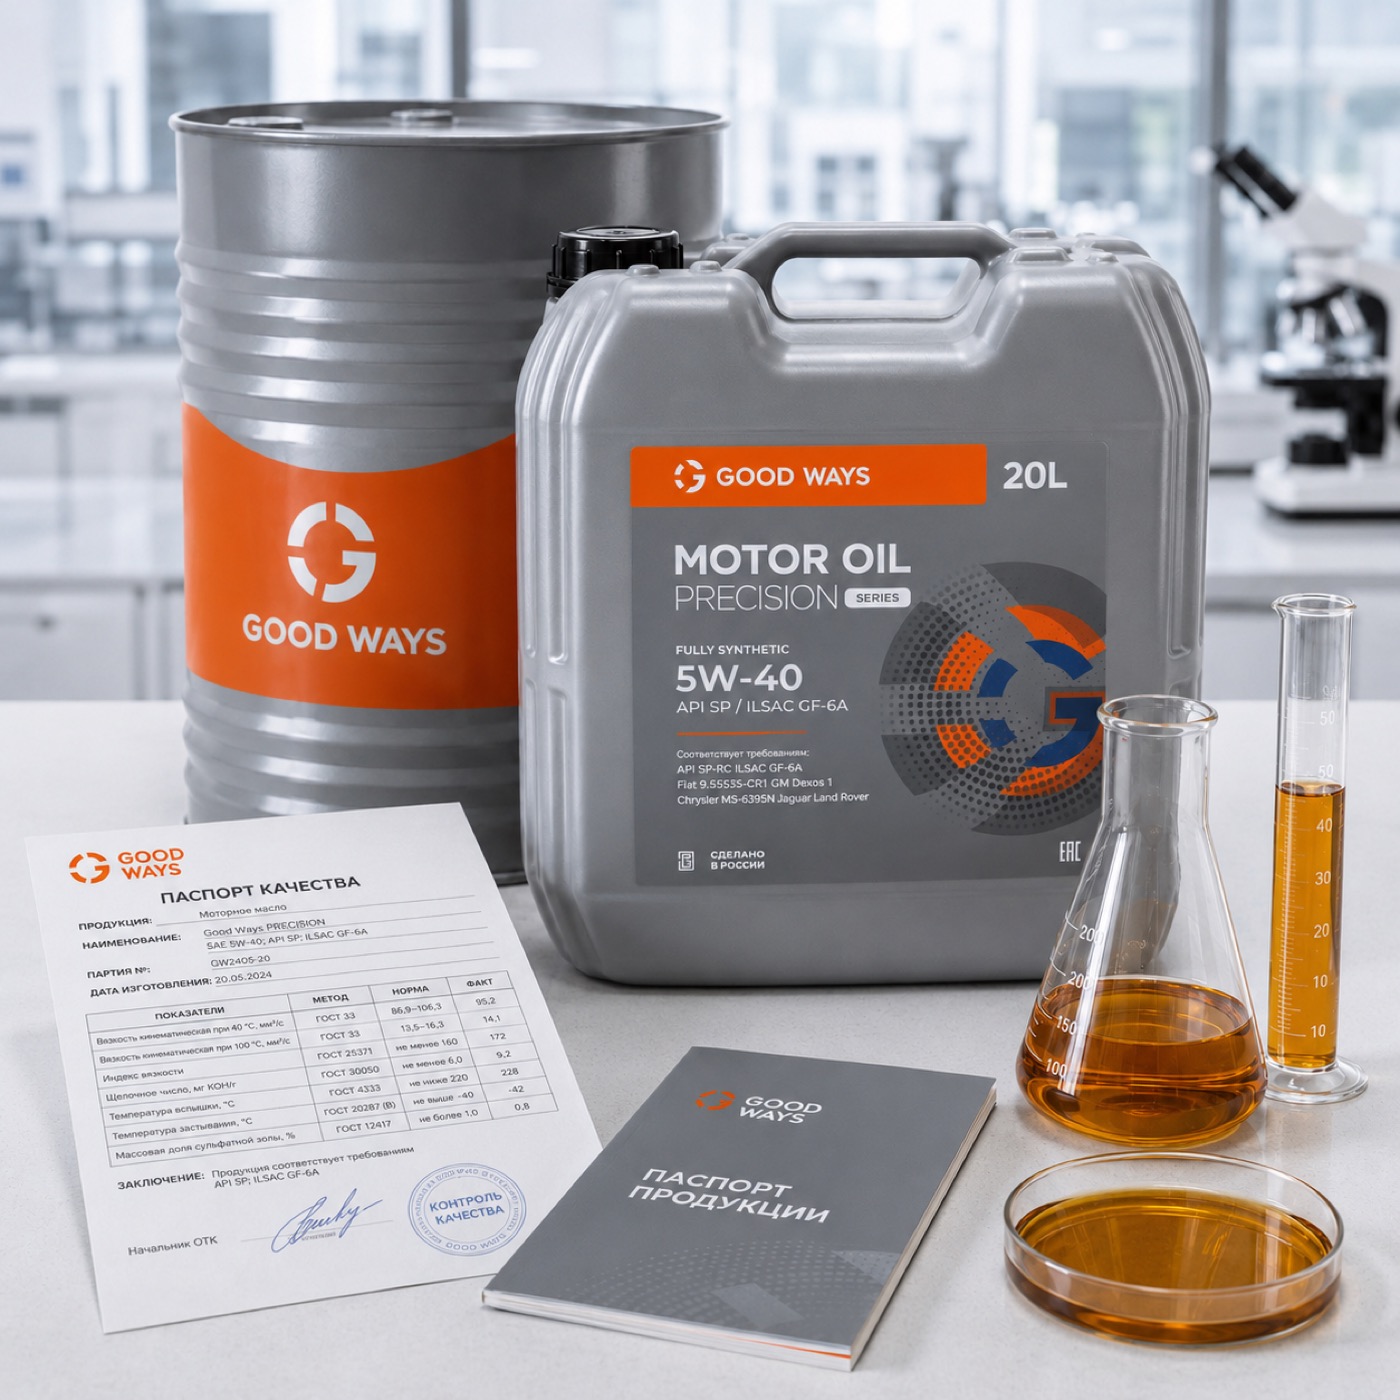 GOOD WAYS
GOOD WAYS
20L
MOTOR OIL
PRECISION SERIES
FULLY SYNTHETIC
5W-40
API SP / ILSAC GF-6A
Соответствует требованиям:
API SP-RC ILSAC GF-6A
Fiat 9.55535-CR1 GM Dexos 1
Chrysler MS-6395N Jaguar Land Rover
СДЕЛАНО
В РОССИИ
EAC
GOOD
WAYS
ПАСПОРТ КАЧЕСТВА
ПРОДУКЦИЯ: Моторное масло
НАИМЕНОВАНИЕ: Good Ways PRECISION
SAE 5W-40; API SP; ILSAC GF-6A
ПАРТИЯ №: GW2405-20
ДАТА ИЗГОТОВЛЕНИЯ: 20.05.2024
ПОКАЗАТЕЛИ МЕТОД НОРМА ФАКТ
Вязкость кинематическая при 40 °С, мм²/с ГОСТ 33 86,9–106,3 95,2
Вязкость кинематическая при 100 °С, мм²/с ГОСТ 33 13,5–16,3 14,1
Индекс вязкости ГОСТ 25371 не менее 160 172
Щелочное число, мг КОН/г ГОСТ 30050 не менее 6,0 9,2
Температура вспышки, °С ГОСТ 4333 не ниже 220 228
Температура застывания, °С ГОСТ 20287 (В) не выше -40 -42
Массовая доля сульфатной золы, % ГОСТ 12417 не более 1,0 0,8
ЗАКЛЮЧЕНИЕ: Продукция соответствует требованиям
API SP; ILSAC GF-6A
Начальник ОТК
КОНТРОЛЬ
КАЧЕСТВА
GOOD WAYS
GOOD
WAYS
ПАСПОРТ
ПРОДУКЦИИ
200
200
150
100
50
50
40
30
20
10
10